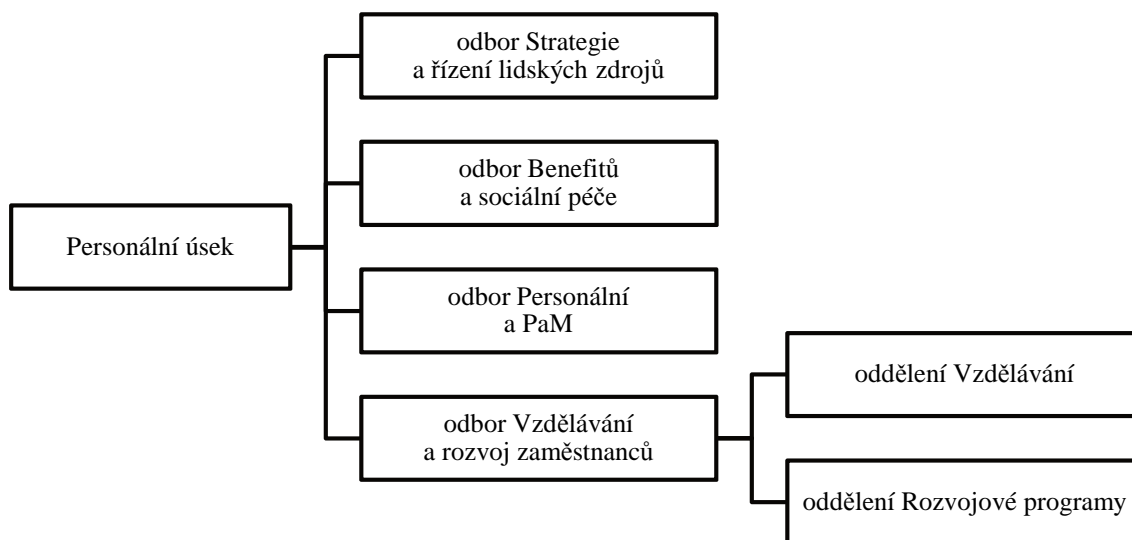 odbor Strategie
a řízení lidských zdrojů
odbor Benefitů
a sociální péče
Personální úsek
odbor Personální
a PaM
oddělení Vzdělávání
odbor Vzdělávání
a rozvoj zaměstnanců
oddělení Rozvojové programy